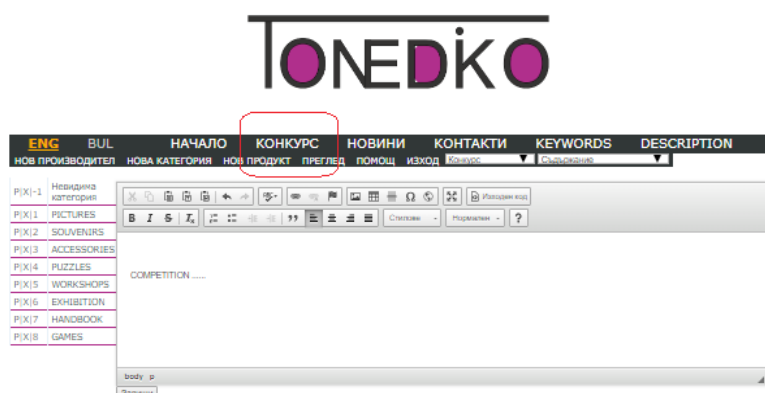 TONEDIKO
ENG BUL НАЧАЛО КОНКУРС НОВИНИ КОНТАКТИ KEYWORDS DESCRIPTION
НОВ ПРОИЗВОДИТЕЛ НОВА КАТЕГОРИЯ НОВ ПРОДУКТ ПРЕГЛЕД ПОМОЩ ИЗХОД Конкурс Съдържание
P|X|-1 Невидима категория
P|X|1 PICTURES
P|X|2 SOUVENIRS
P|X|3 ACCESSORIES
P|X|4 PUZZLES
P|X|5 WORKSHOPS
P|X|6 EXHIBITION
P|X|7 HANDBOOK
P|X|8 GAMES
Изходен код
B I S Ix Стилове Нормален ?
COMPETITION ......
body p